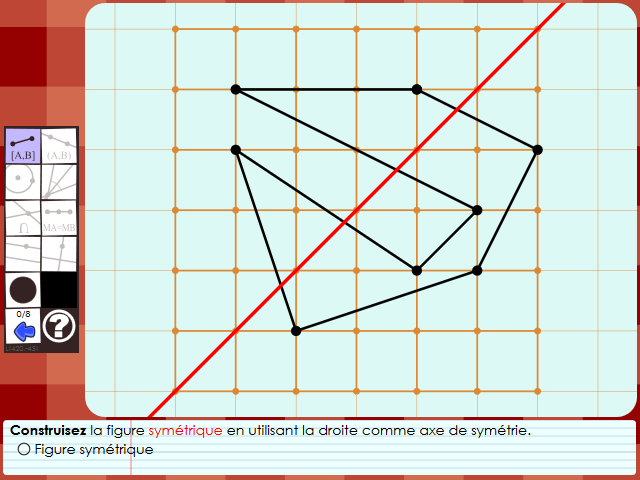 [A,B]
(A,B)
∩
MA=MB
0/8
?
Construisez la figure symétrique en utilisant la droite comme axe de symétrie.
Figure symétrique